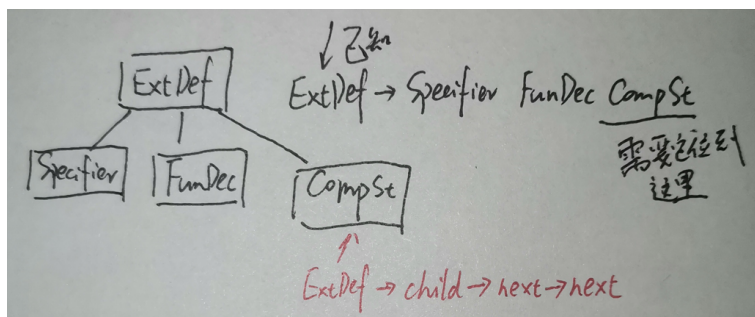 已知
ExtDef
ExtDef → Specifier FunDec CompSt
Specifier
FunDec
CompSt
需要定位到
这里
ExtDef → child → next → next